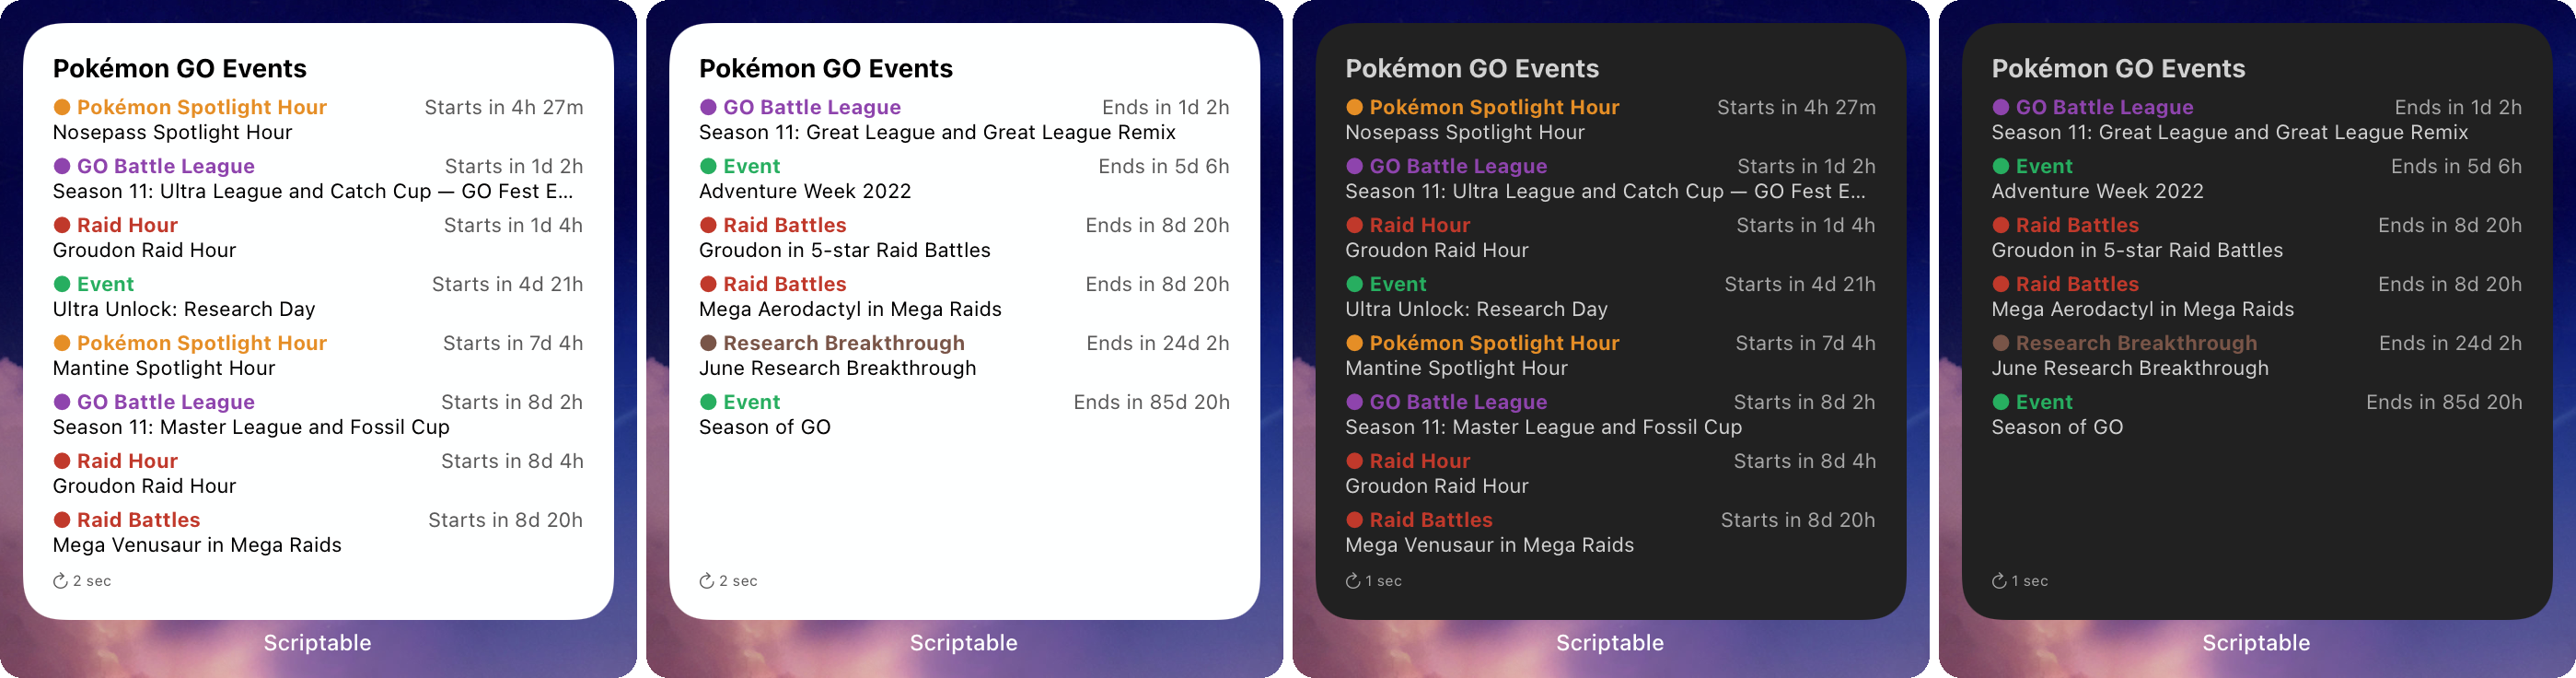 Pokémon GO Events
Pokémon Spotlight Hour Starts in 4h 27m
Nosepass Spotlight Hour
GO Battle League Starts in 1d 2h
Season 11: Ultra League and Catch Cup — GO Fest E...
Raid Hour Starts in 1d 4h
Groudon Raid Hour
Event Starts in 4d 21h
Ultra Unlock: Research Day
Pokémon Spotlight Hour Starts in 7d 4h
Mantine Spotlight Hour
GO Battle League Starts in 8d 2h
Season 11: Master League and Fossil Cup
Raid Hour Starts in 8d 4h
Groudon Raid Hour
Raid Battles Starts in 8d 20h
Mega Venusaur in Mega Raids
2 sec
Scriptable
Pokémon GO Events
GO Battle League Ends in 1d 2h
Season 11: Great League and Great League Remix
Event Ends in 5d 6h
Adventure Week 2022
Raid Battles Ends in 8d 20h
Groudon in 5-star Raid Battles
Raid Battles Ends in 8d 20h
Mega Aerodactyl in Mega Raids
Research Breakthrough Ends in 24d 2h
June Research Breakthrough
Event Ends in 85d 20h
Season of GO
2 sec
Scriptable
Pokémon GO Events
Pokémon Spotlight Hour Starts in 4h 27m
Nosepass Spotlight Hour
GO Battle League Starts in 1d 2h
Season 11: Ultra League and Catch Cup — GO Fest E...
Raid Hour Starts in 1d 4h
Groudon Raid Hour
Event Starts in 4d 21h
Ultra Unlock: Research Day
Pokémon Spotlight Hour Starts in 7d 4h
Mantine Spotlight Hour
GO Battle League Starts in 8d 2h
Season 11: Master League and Fossil Cup
Raid Hour Starts in 8d 4h
Groudon Raid Hour
Raid Battles Starts in 8d 20h
Mega Venusaur in Mega Raids
1 sec
Scriptable
Pokémon GO Events
GO Battle League Ends in 1d 2h
Season 11: Great League and Great League Remix
Event Ends in 5d 6h
Adventure Week 2022
Raid Battles Ends in 8d 20h
Groudon in 5-star Raid Battles
Raid Battles Ends in 8d 20h
Mega Aerodactyl in Mega Raids
Research Breakthrough Ends in 24d 2h
June Research Breakthrough
Event Ends in 85d 20h
Season of GO
1 sec
Scriptable